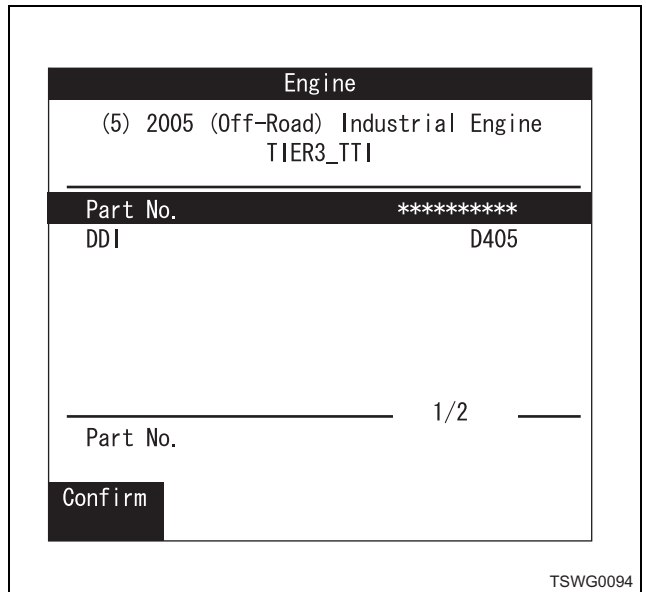 Engine
(5) 2005 (Off-Road) Industrial Engine
TIER3_TTI
Part No. **********
DDI D405
1/2
Part No.
Confirm
TSWG0094